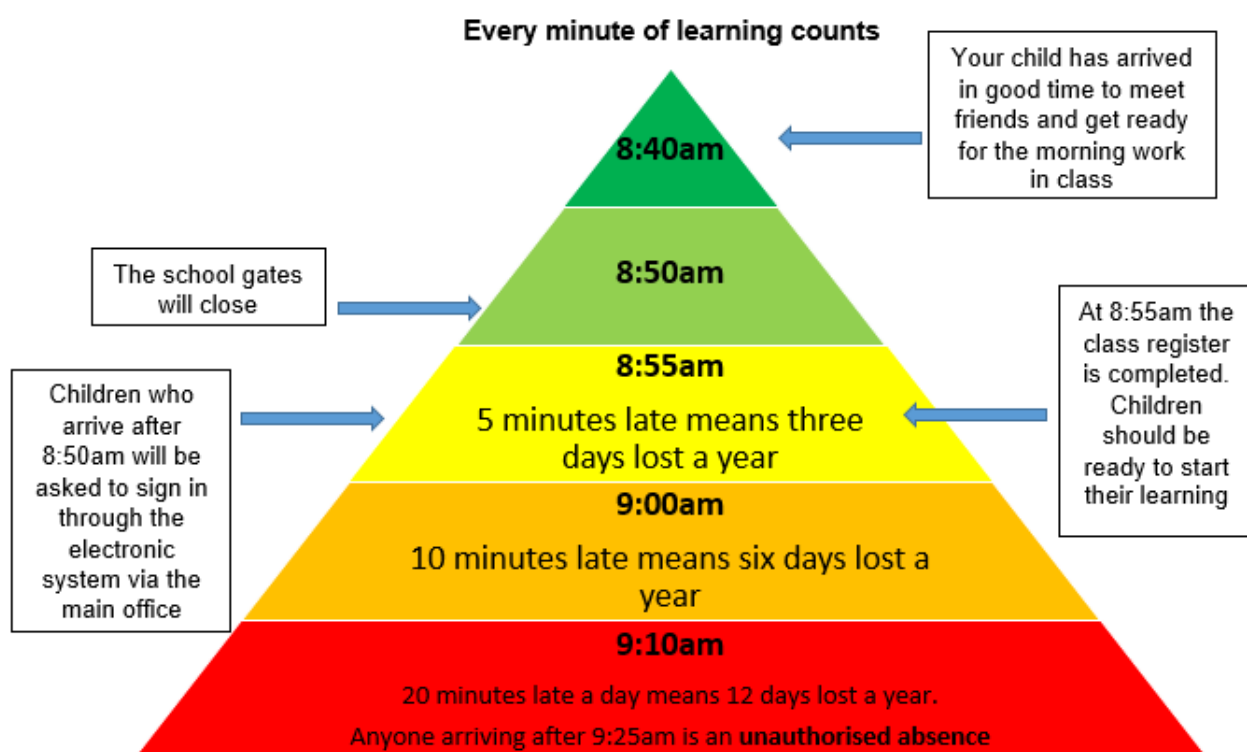 Every minute of learning counts
Your child has arrived
in good time to meet
friends and get ready
for the morning work
in class
8:40am
8:50am
The school gates
will close
At 8:55am the
class register
is completed.
Children
should be
ready to start
their learning
8:55am
5 minutes late means three
days lost a year
Children who
arrive after
8:50am will be
asked to sign in
through the
electronic
system via the
main office
9:00am
10 minutes late means six days lost a
year
9:10am
20 minutes late a day means 12 days lost a year.
Anyone arriving after 9:25am is an unauthorised absence